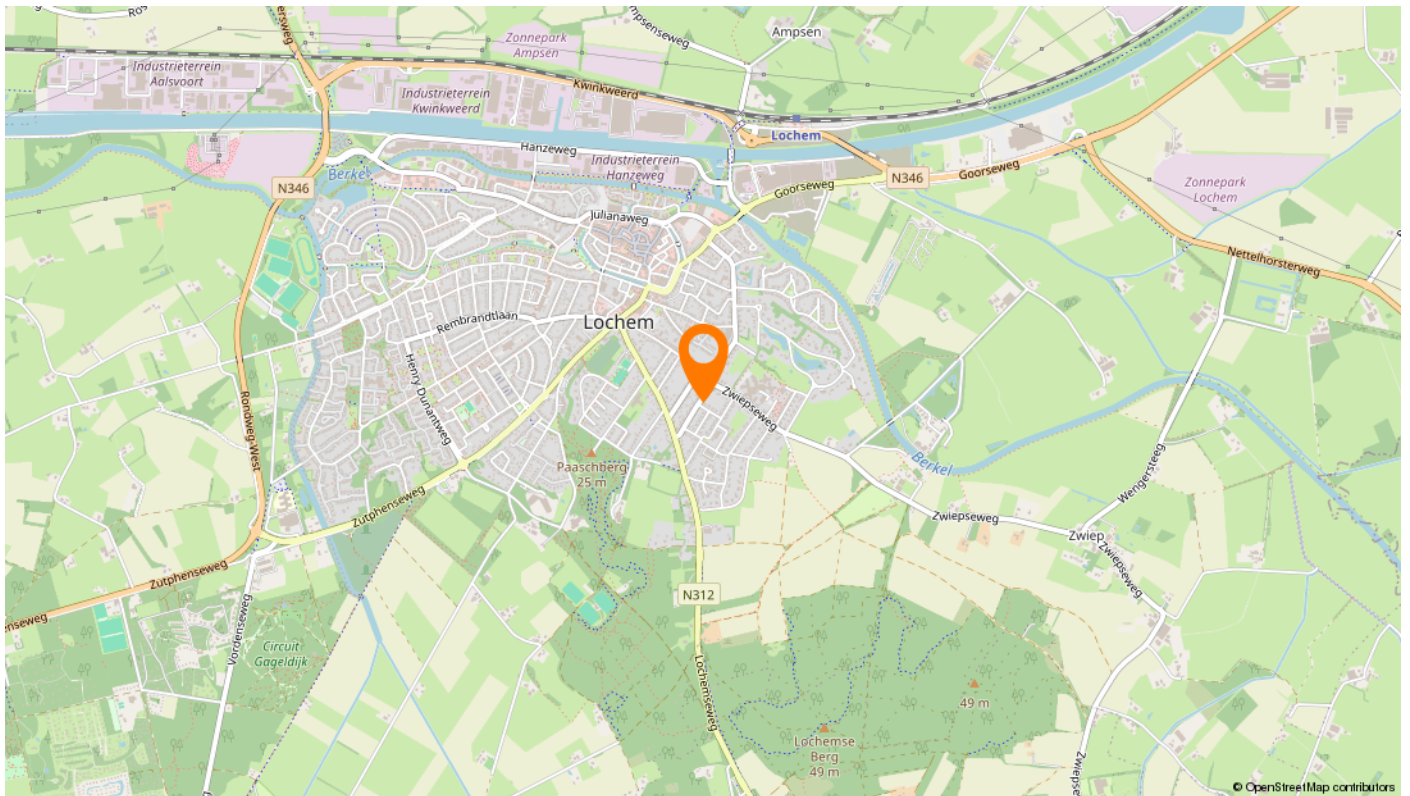 Ampsenseweg
Ampsen
Zonnepark
Ampsen
Industrieterrein
Aalsvoort
Industrieterrein
Kwinkweerd
Kwinkweerd
Lochem
Hanzeweg
Industrieterrein
Hanzeweg
Goorseweg
N346
Goorseweg
Berkel
N346
Zonnepark
Lochem
Julianaweg
Nettelhorsterweg
Rembrandtlaan
Lochem
Henry Dunantweg
Zwiepseweg
Rondweg-West
Paaschberg
25 m
Berkel
Wengersteeg
Zutphenseweg
Zwiepseweg
Zwiep
Zwiepseweg
Zutphenseweg
N312
Vordenseweg
Circuit
Gageldijk
Lochemseweg
49 m
Lochemse
Berg
49 m
© OpenStreetMap contributors